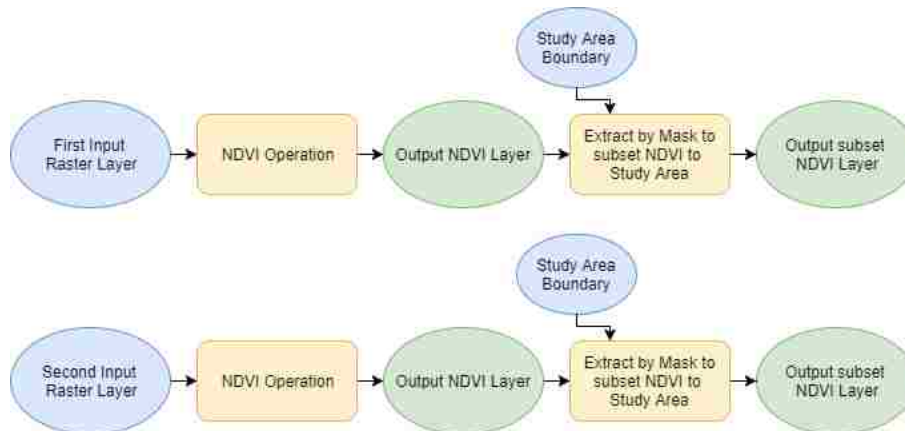 Study Area
Boundary
First Input
Raster Layer
NDVI Operation
Output NDVI Layer
Extract by Mask to
subset NDVI to
Study Area
Output subset
NDVI Layer
Study Area
Boundary
Second Input
Raster Layer
NDVI Operation
Output NDVI Layer
Extract by Mask to
subset NDVI to
Study Area
Output subset
NDVI Layer